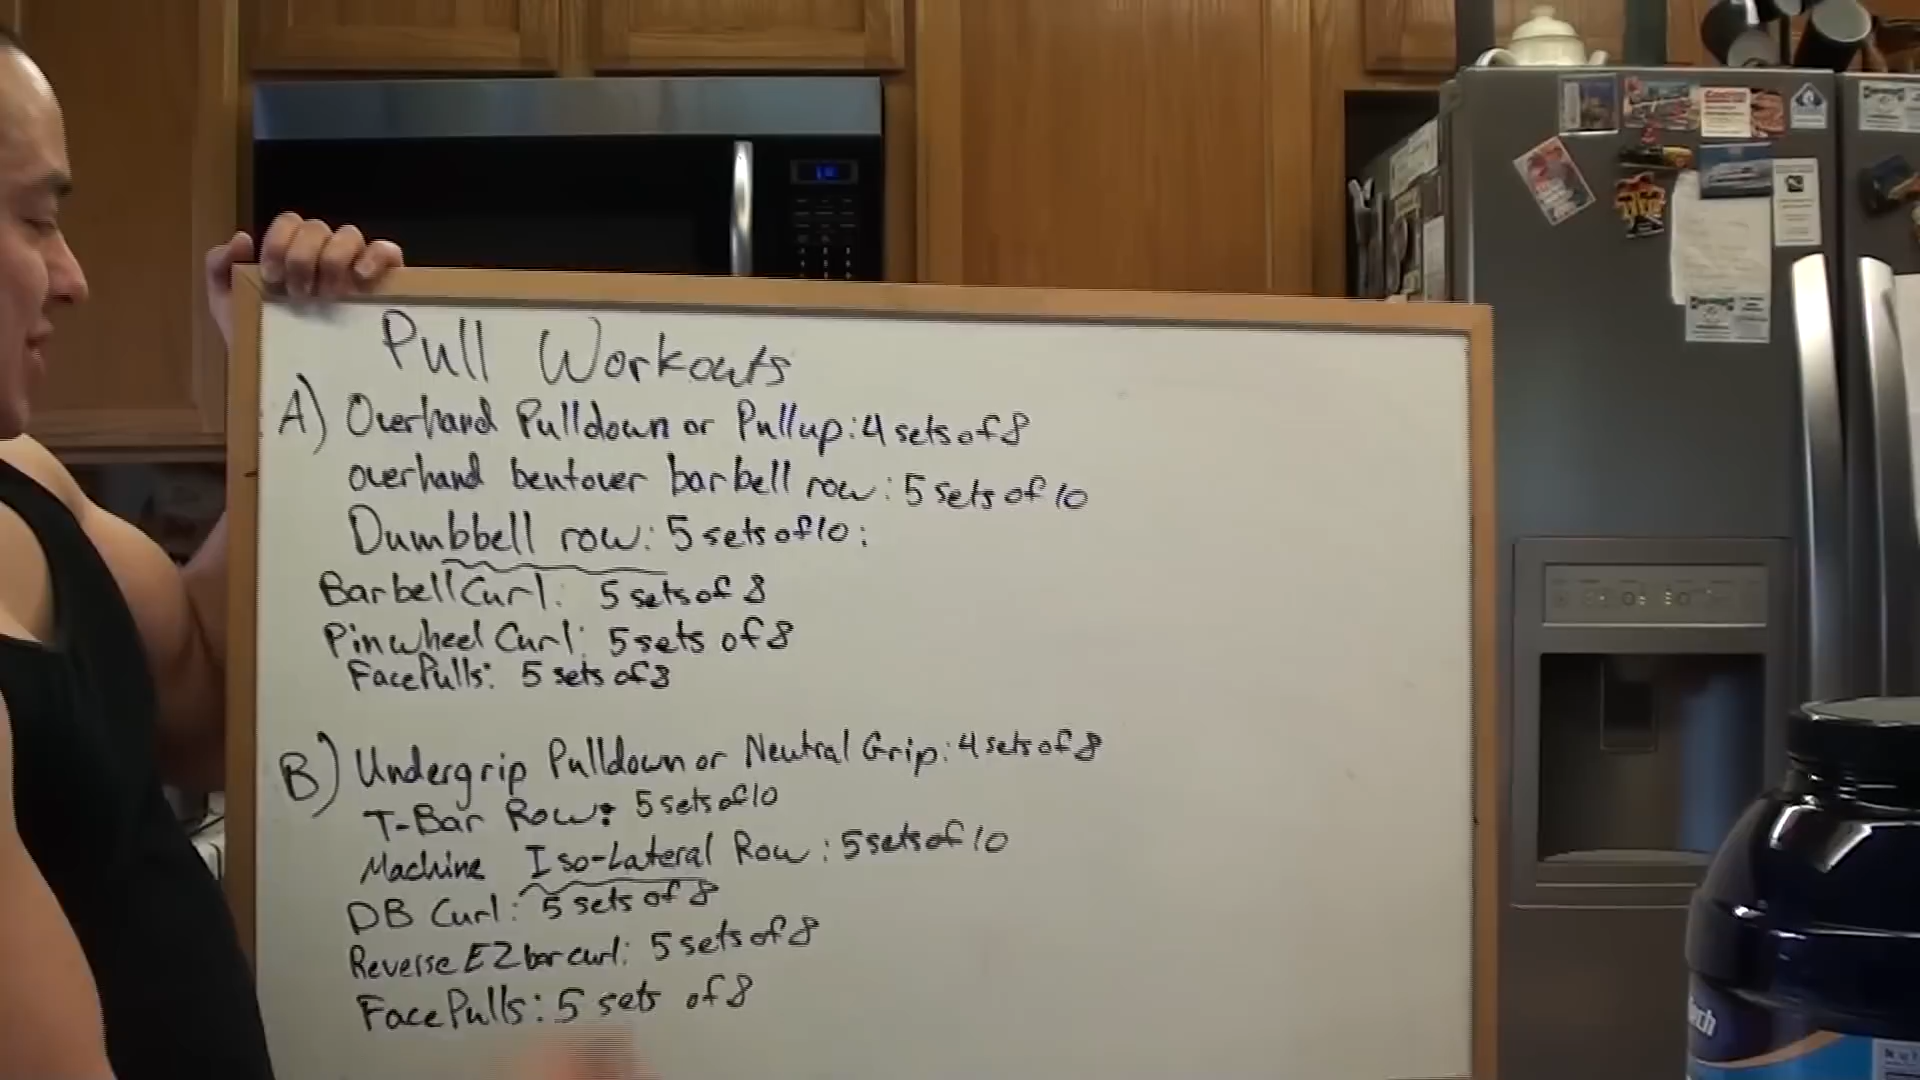 Pull Workouts
A) Overhand Pulldown or Pullup: 4 sets of 8
overhand bentover barbell row: 5 sets of 10
Dumbbell row: 5 sets of 10:
Barbell Curl: 5 sets of 8
Pinwheel Curl: 5 sets of 8
FacePulls: 5 sets of 8
B) Undergrip Pulldown or Neutral Grip: 4 sets of 8
T-Bar Row: 5 sets of 10
Machine Iso-Lateral Row: 5 sets of 10
DB Curl: 5 sets of 8
Reverse EZ bar curl: 5 sets of 8
FacePulls: 5 sets of 8